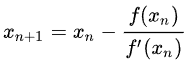 x_{n+1} = x_n - \frac{f(x_n)}{f'(x_n)}